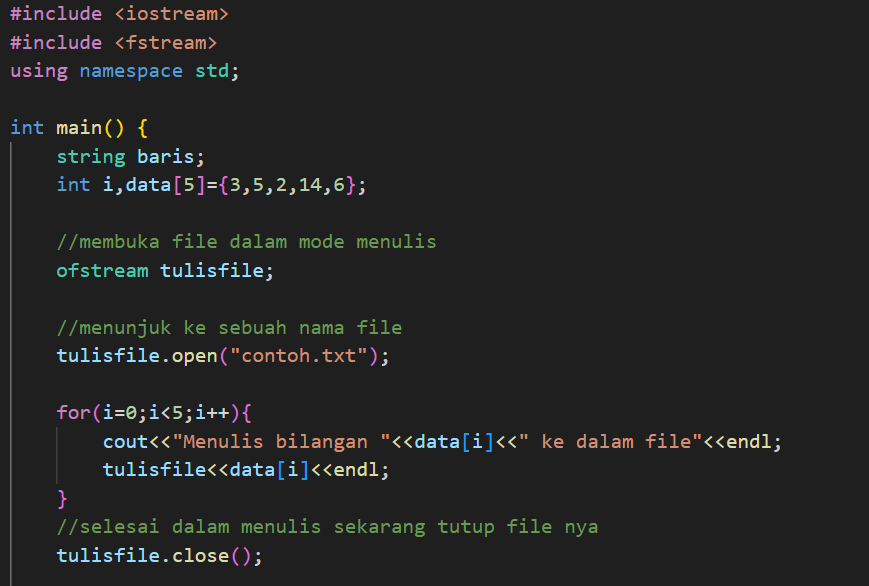 #include <iostream>
#include <fstream>
using namespace std;
int main() {
string baris;
int i,data[5]={3,5,2,14,6};
//membuka file dalam mode menulis
ofstream tulisfile;
//menunjuk ke sebuah nama file
tulisfile.open("contoh.txt");
for(i=0;i<5;i++){
cout<<"Menulis bilangan "<<data[i]<<" ke dalam file"<<endl;
tulisfile<<data[i]<<endl;
}
//selesai dalam menulis sekarang tutup file nya
tulisfile.close();